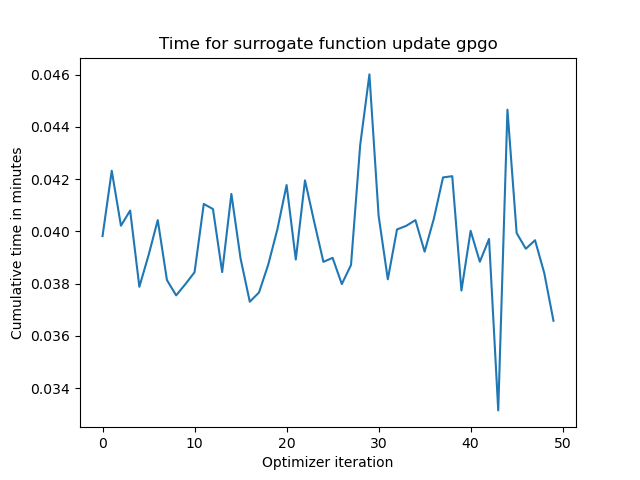 Time for surrogate function update gpgo
0.046
0.044
0.042
0.040
0.038
0.036
0.034
Cumulative time in minutes
0 10 20 30 40 50
Optimizer iteration